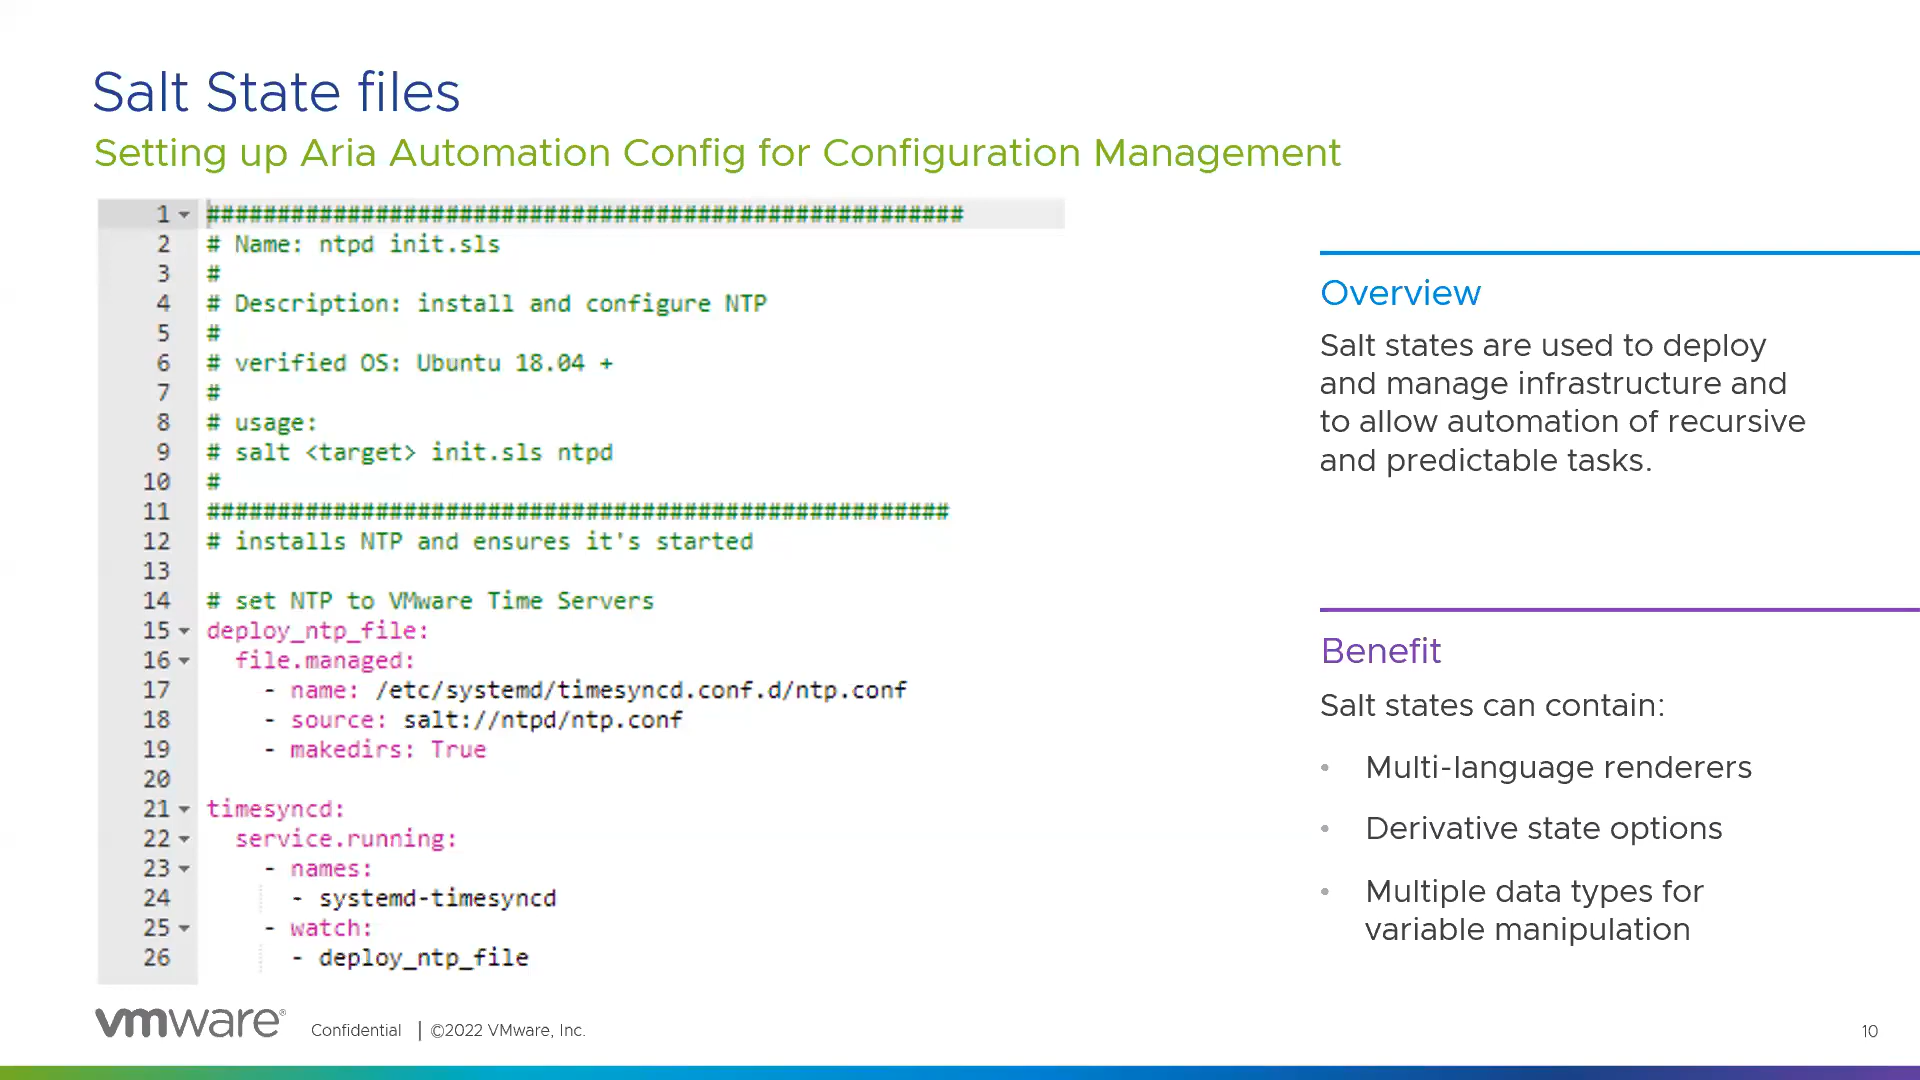 Salt State files
Setting up Aria Automation Config for Configuration Management
1 ######################################################
2 # Name: ntpd init.sls
3 #
4 # Description: install and configure NTP
5 #
6 # verified OS: Ubuntu 18.04 +
7 #
8 # usage:
9 # salt <target> init.sls ntpd
10 #
11 #####################################################
12 # installs NTP and ensures it's started
13
14 # set NTP to VMware Time Servers
15 deploy_ntp_file:
16   file.managed:
17     - name: /etc/systemd/timesyncd.conf.d/ntp.conf
18     - source: salt://ntpd/ntp.conf
19     - makedirs: True
20
21 timesyncd:
22   service.running:
23     - names:
24       - systemd-timesyncd
25     - watch:
26       - deploy_ntp_file
Overview
Salt states are used to deploy
and manage infrastructure and
to allow automation of recursive
and predictable tasks.
Benefit
Salt states can contain:
• Multi-language renderers
• Derivative state options
• Multiple data types for
variable manipulation
vmware® Confidential | ©2022 VMware, Inc. 10